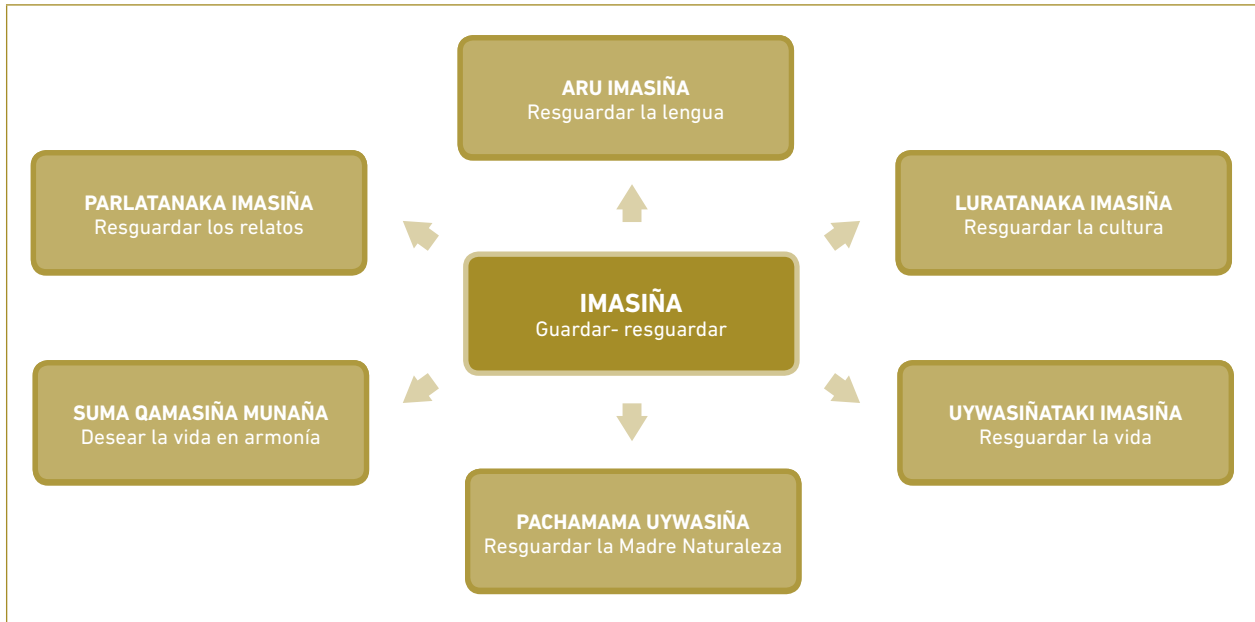 ARU IMASIÑA
Resguardar la lengua
PARLATANAKA IMASIÑA
Resguardar los relatos
LURATANAKA IMASIÑA
Resguardar la cultura
IMASIÑA
Guardar- resguardar
SUMA QAMASIÑA MUNAÑA
Desear la vida en armonía
UYWASIÑATAKI IMASIÑA
Resguardar la vida
PACHAMAMA UYWASIÑA
Resguardar la Madre Naturaleza